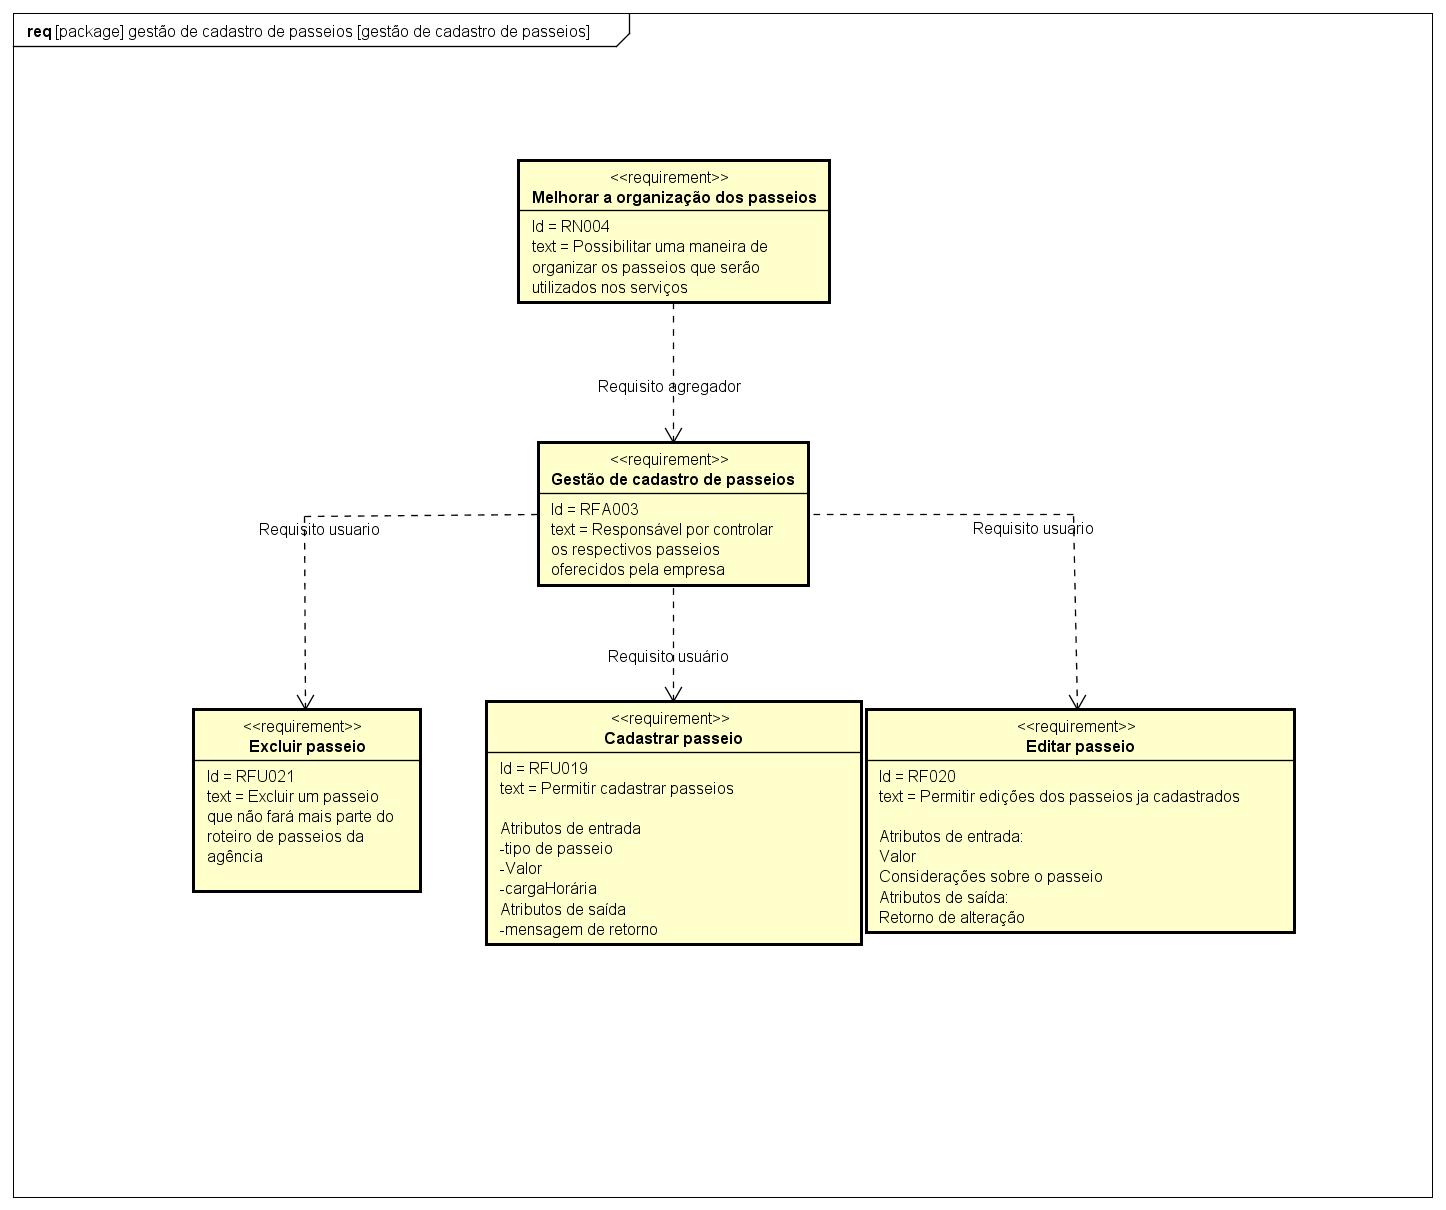 req [package] gestão de cadastro de passeios [gestão de cadastro de passeios]
<<requirement>>
Melhorar a organização dos passeios
Id = RN004
text = Possibilitar uma maneira de
organizar os passeios que serão
utilizados nos serviços
Requisito agregador
<<requirement>>
Gestão de cadastro de passeios
Id = RFA003
text = Responsável por controlar
os respectivos passeios
oferecidos pela empresa
Requisito usuario
Requisito usuário
Requisito usuario
<<requirement>>
Excluir passeio
Id = RFU021
text = Excluir um passeio
que não fará mais parte do
roteiro de passeios da
agência
<<requirement>>
Cadastrar passeio
Id = RFU019
text = Permitir cadastrar passeios
Atributos de entrada
-tipo de passeio
-Valor
-cargaHorária
Atributos de saída
-mensagem de retorno
<<requirement>>
Editar passeio
Id = RF020
text = Permitir edições dos passeios ja cadastrados
Atributos de entrada:
Valor
Considerações sobre o passeio
Atributos de saída:
Retorno de alteração